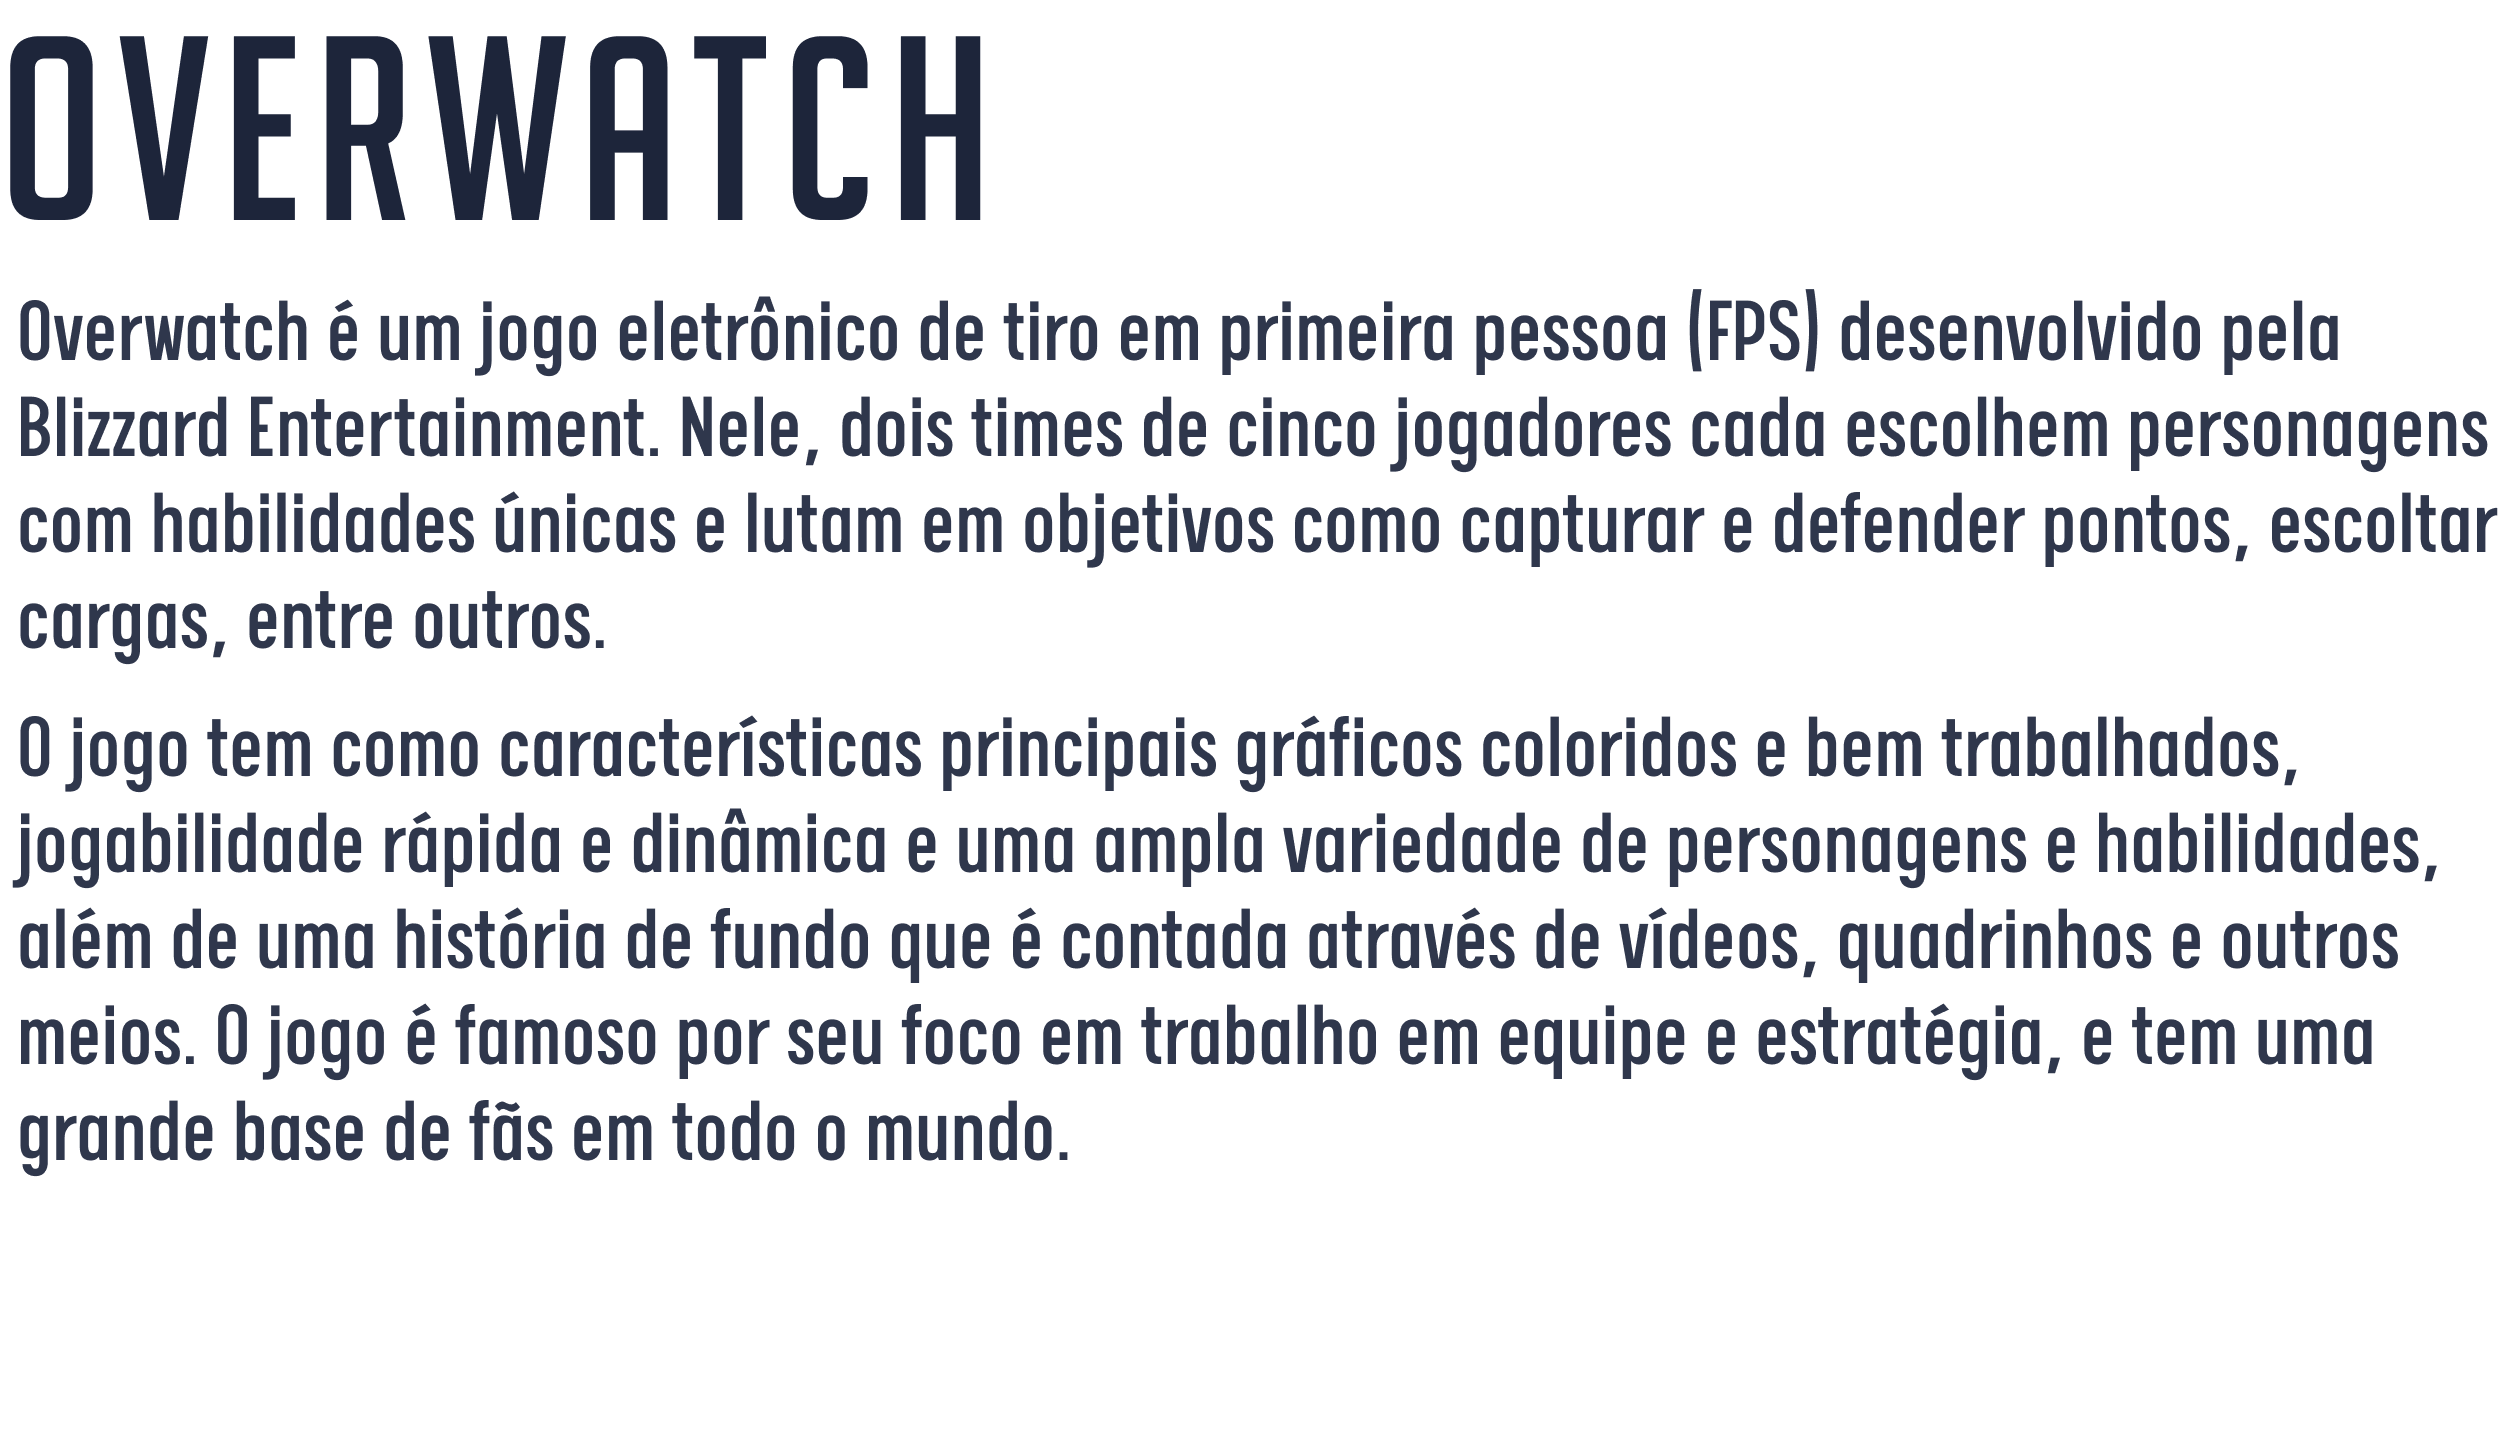 OVERWATCH
Overwatch é um jogo eletrônico de tiro em primeira pessoa (FPS) desenvolvido pela
Blizzard Entertainment. Nele, dois times de cinco jogadores cada escolhem personagens
com habilidades únicas e lutam em objetivos como capturar e defender pontos, escoltar
cargas, entre outros.
O jogo tem como características principais gráficos coloridos e bem trabalhados,
jogabilidade rápida e dinâmica e uma ampla variedade de personagens e habilidades,
além de uma história de fundo que é contada através de vídeos, quadrinhos e outros
meios. O jogo é famoso por seu foco em trabalho em equipe e estratégia, e tem uma
grande base de fãs em todo o mundo.